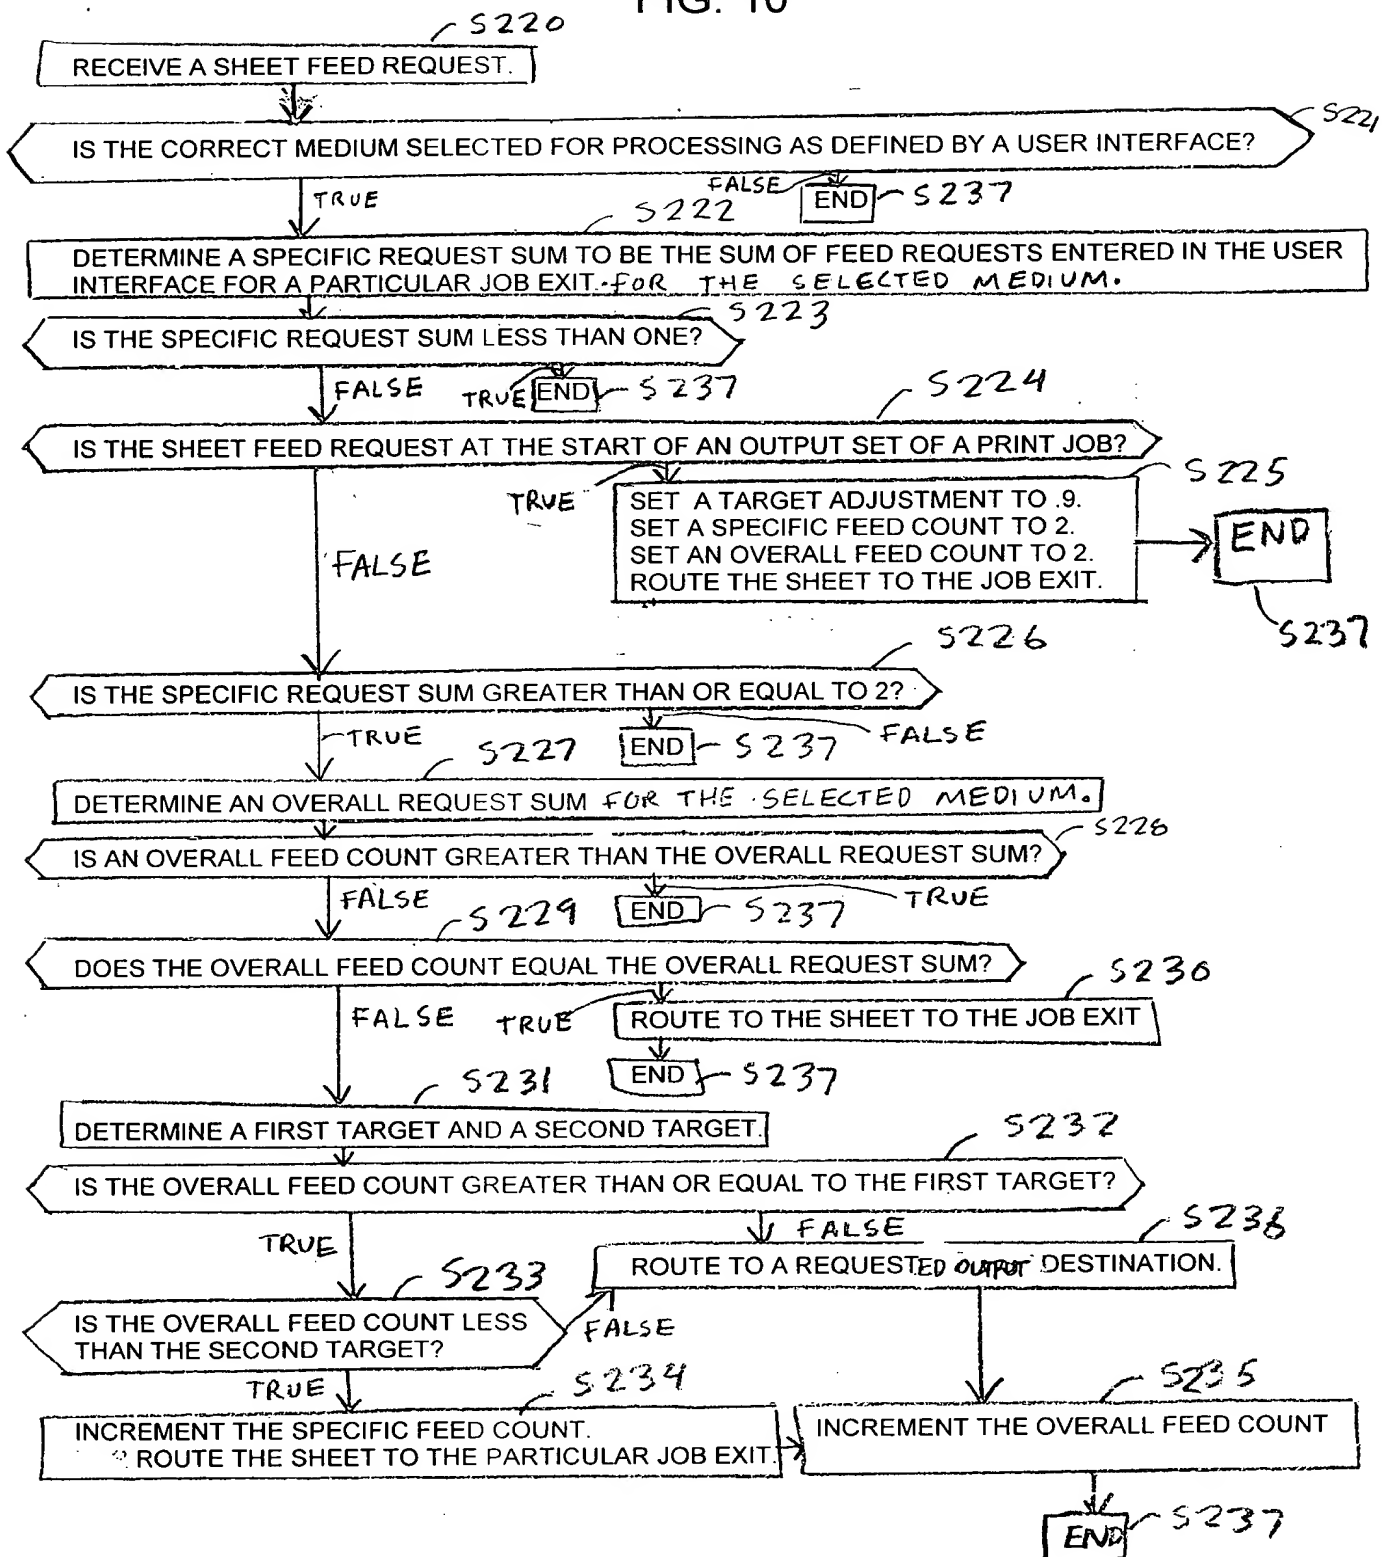 FIG. 10
S220
RECEIVE A SHEET FEED REQUEST.
S221
IS THE CORRECT MEDIUM SELECTED FOR PROCESSING AS DEFINED BY A USER INTERFACE?
TRUE
FALSE
END
S237
S222
DETERMINE A SPECIFIC REQUEST SUM TO BE THE SUM OF FEED REQUESTS ENTERED IN THE USER
INTERFACE FOR A PARTICULAR JOB EXIT. FOR THE SELECTED MEDIUM.
S223
IS THE SPECIFIC REQUEST SUM LESS THAN ONE?
FALSE
TRUE
END
S237
S224
IS THE SHEET FEED REQUEST AT THE START OF AN OUTPUT SET OF A PRINT JOB?
TRUE
S225
SET A TARGET ADJUSTMENT TO .9.
SET A SPECIFIC FEED COUNT TO 2.
SET AN OVERALL FEED COUNT TO 2.
ROUTE THE SHEET TO THE JOB EXIT.
END
S237
FALSE
S226
IS THE SPECIFIC REQUEST SUM GREATER THAN OR EQUAL TO 2?
TRUE
END
S237
FALSE
S227
DETERMINE AN OVERALL REQUEST SUM FOR THE SELECTED MEDIUM.
IS AN OVERALL FEED COUNT GREATER THAN THE OVERALL REQUEST SUM?
FALSE
END
S237
TRUE
S229
DOES THE OVERALL FEED COUNT EQUAL THE OVERALL REQUEST SUM?
FALSE
TRUE
S230
ROUTE TO THE SHEET TO THE JOB EXIT
END
S237
S231
DETERMINE A FIRST TARGET AND A SECOND TARGET.
S232
IS THE OVERALL FEED COUNT GREATER THAN OR EQUAL TO THE FIRST TARGET?
TRUE
FALSE
ROUTE TO A REQUESTED OUTPUT DESTINATION.
S233
IS THE OVERALL FEED COUNT LESS
THAN THE SECOND TARGET?
FALSE
TRUE
S234
INCREMENT THE SPECIFIC FEED COUNT.
ROUTE THE SHEET TO THE PARTICULAR JOB EXIT.
S235
INCREMENT THE OVERALL FEED COUNT
END
S237